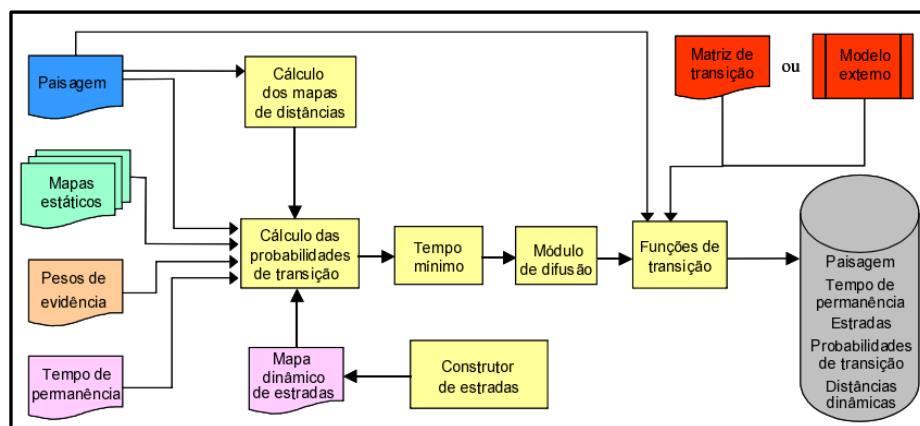 Paisagem
Cálculo
dos mapas
de distâncias
Matriz de
transição
ou
Modelo
externo
Mapas
estáticos
Cálculo das
probabilidades
de transição
Tempo
mínimo
Módulo
de difusão
Funções de
transição
Pesos de
evidência
Tempo de
permanência
Mapa
dinâmico
de estradas
Construtor
de estradas
Paisagem
Tempo de
permanência
Estradas
Probabilidades
de transição
Distâncias
dinâmicas